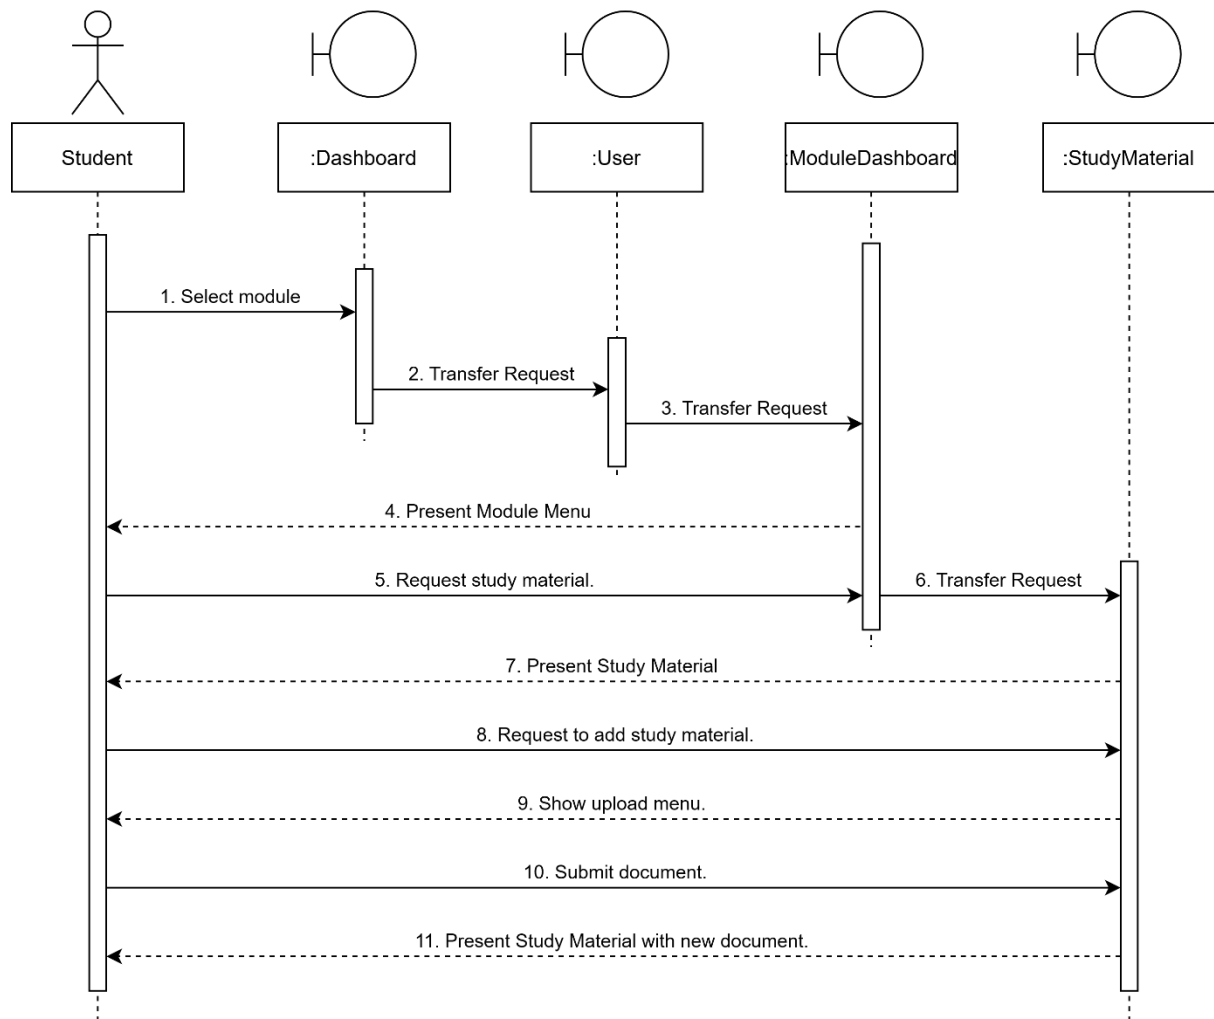 Student
:Dashboard
:User
:ModuleDashboard
:StudyMaterial
1. Select module
2. Transfer Request
3. Transfer Request
4. Present Module Menu
5. Request study material.
6. Transfer Request
7. Present Study Material
8. Request to add study material.
9. Show upload menu.
10. Submit document.
11. Present Study Material with new document.